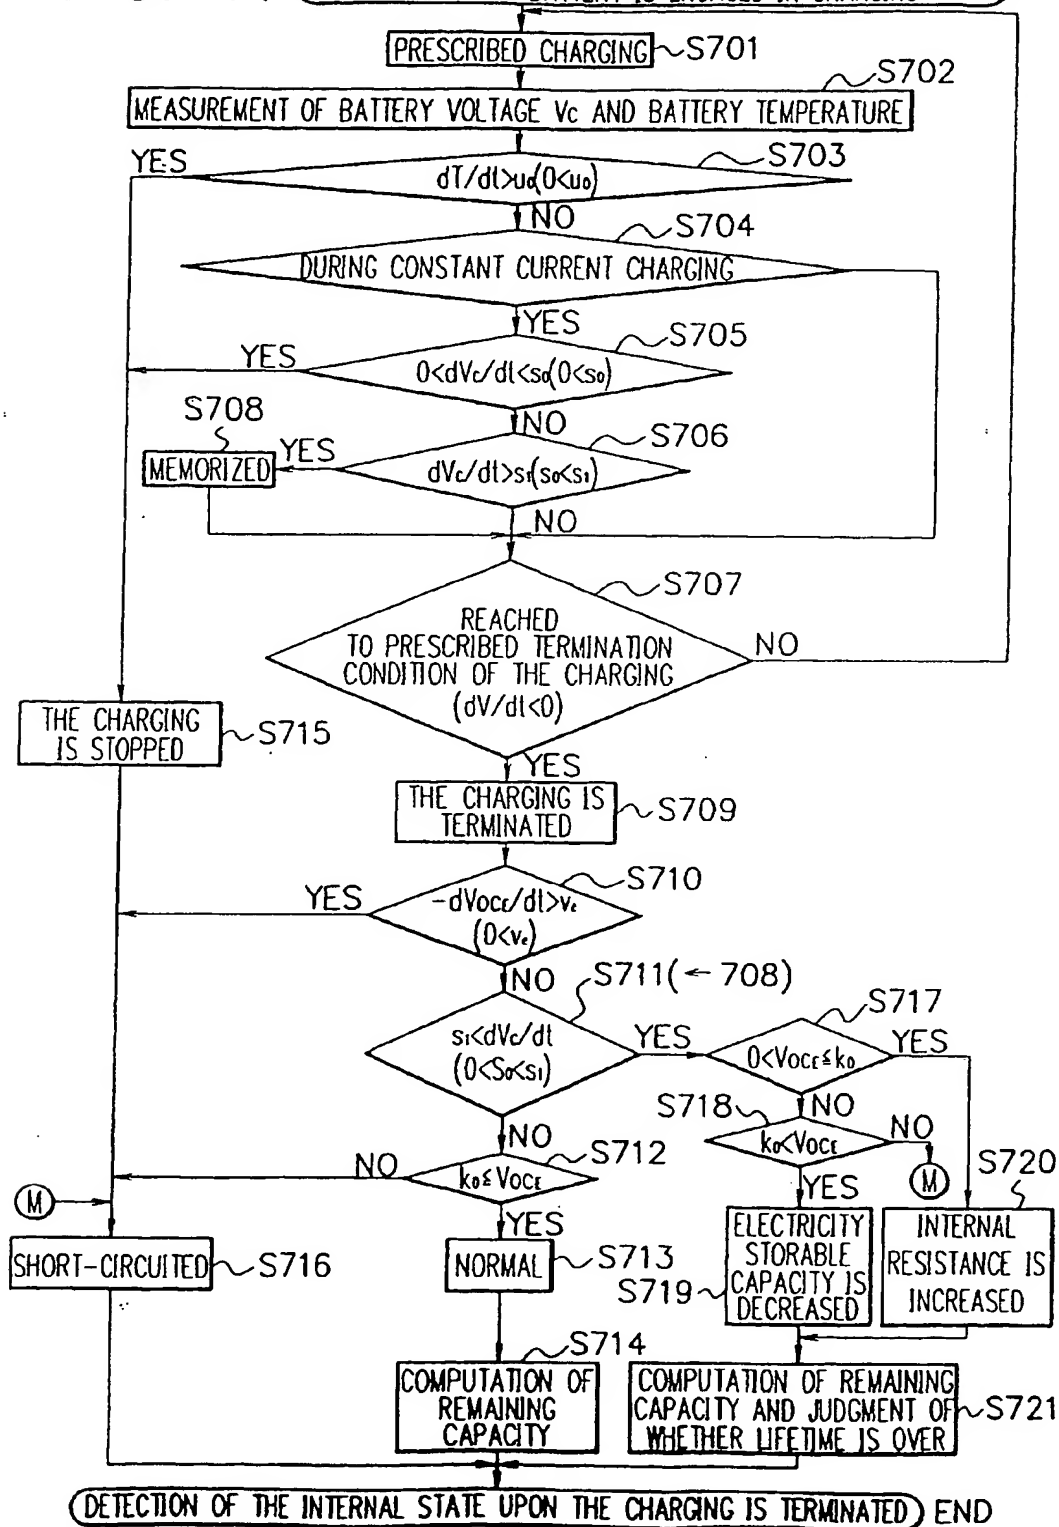 PRESCRIBED CHARGING
S701
S702
MEASUREMENT OF BATTERY VOLTAGE Vc AND BATTERY TEMPERATURE
S703
YES
dT/dt>u0(0<u0)
NO
S704
DURING CONSTANT CURRENT CHARGING
YES
S705
YES
0<dVc/dt<s0(0<s0)
NO
S708
S706
MEMORIZED
YES
dVc/dt>s1(s0<s1)
NO
S707
REACHED
TO PRESCRIBED TERMINATION
CONDITION OF THE CHARGING
(dV/dt<0)
NO
THE CHARGING
IS STOPPED
S715
YES
THE CHARGING IS
TERMINATED
S709
S710
YES
-dVOCE/dt>vε
(0<vε)
NO
S711(← 708)
s1<dVc/dt
(0<S0<s1)
YES
S717
0<VOCE≦k0
YES
NO
S718
k0<VOCE
NO
M
YES
NO
S712
NO
k0≦VOCE
YES
M
SHORT-CIRCUITED
S716
NORMAL
S713
S719
ELECTRICITY
STORABLE
CAPACITY IS
DECREASED
S720
INTERNAL
RESISTANCE IS
INCREASED
S714
COMPUTATION OF
REMAINING
CAPACITY
COMPUTATION OF REMAINING
CAPACITY AND JUDGMENT OF
WHETHER LIFETIME IS OVER
S721
DETECTION OF THE INTERNAL STATE UPON THE CHARGING IS TERMINATED
END